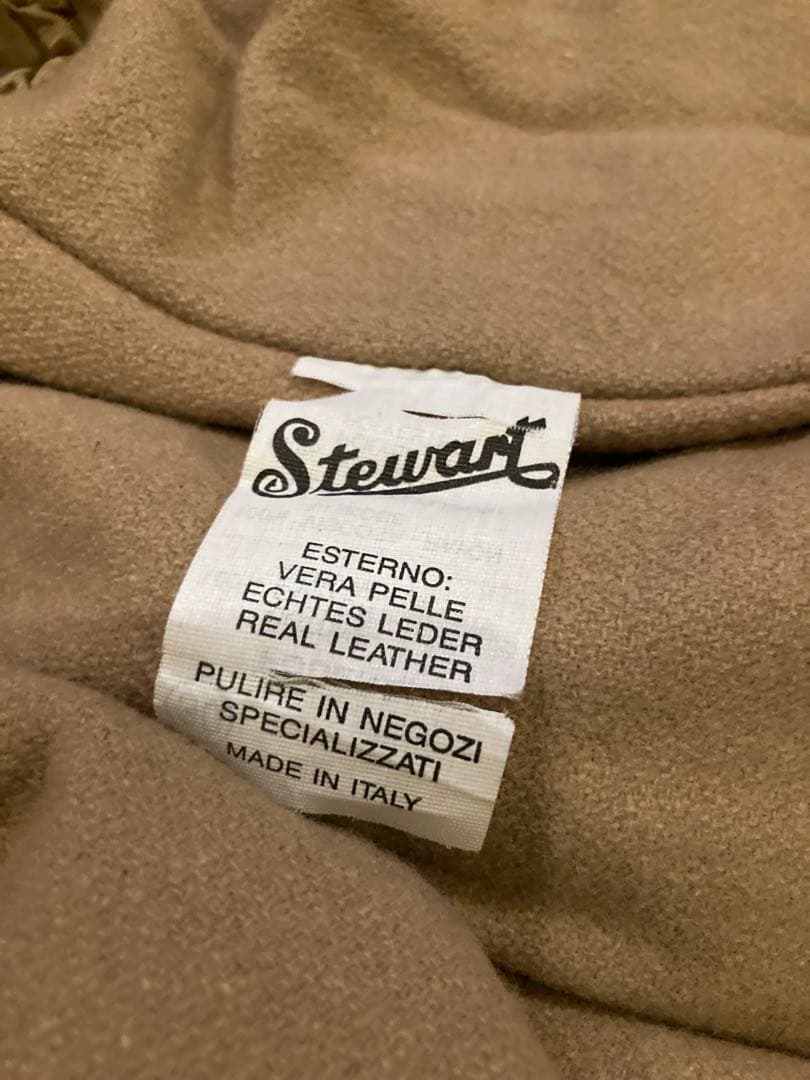 Stewart
ESTERNO:
VERA PELLE
ECHTES LEDER
REAL LEATHER
PULIRE IN NEGOZI
SPECIALIZZATI
MADE IN ITALY